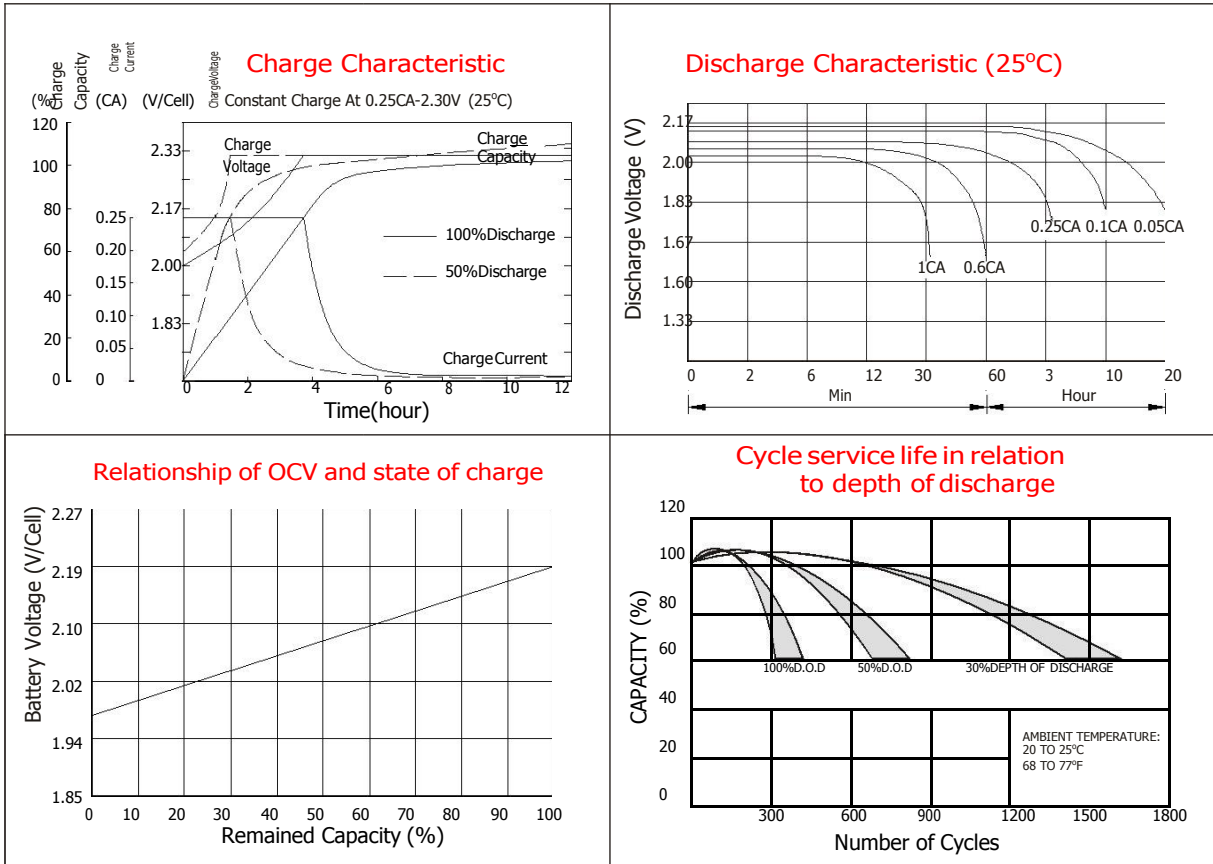 Charge Characteristic
Charge
Capacity
Charge
Current
ChargeVoltage
(%) (CA) (V/Cell) Constant Charge At 0.25CA-2.30V (25°C)
120
100
80
60
40
20
0
0.25
0.20
0.15
0.10
0.05
0
2.33
2.17
2.00
1.83
Charge
Voltage
Charge
Capacity
100%Discharge
50%Discharge
Charge Current
0 2 4 6 8 10 12
Time(hour)
Discharge Characteristic (25°C)
Discharge Voltage (V)
2.17
2.00
1.83
1.67
1.60
1.33
0.25CA 0.1CA 0.05CA
1CA 0.6CA
0 2 6 12 30 60 3 10 20
Min Hour
Relationship of OCV and state of charge
Battery Voltage (V/Cell)
2.27
2.19
2.10
2.02
1.94
1.85
0 10 20 30 40 50 60 70 80 90 100
Remained Capacity (%)
Cycle service life in relation
to depth of discharge
CAPACITY (%)
120
100
80
60
40
20
0
100%D.O.D 50%D.O.D 30%DEPTH OF DISCHARGE
AMBIENT TEMPERATURE:
20 TO 25°C
68 TO 77°F
300 600 900 1200 1500 1800
Number of Cycles